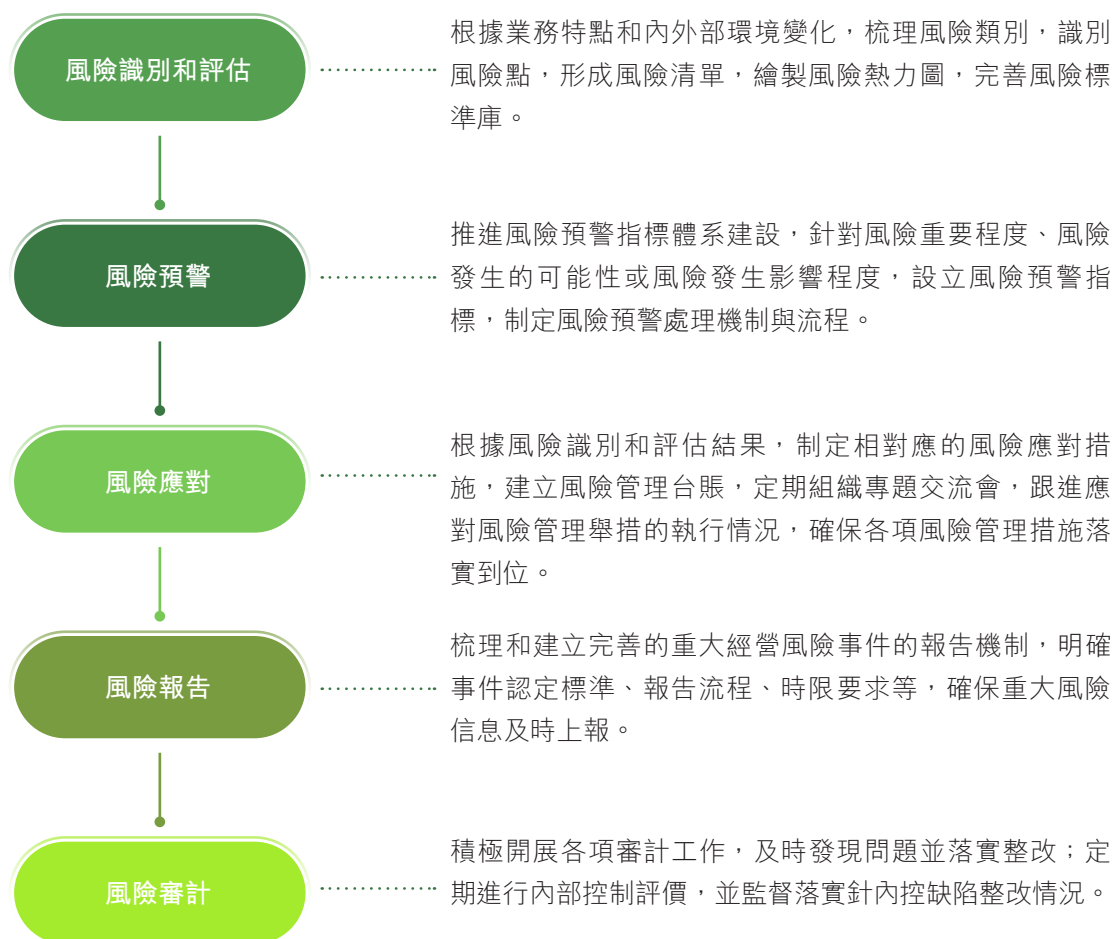 風險識別和評估
根據業務特點和內外部環境變化，梳理風險類別，識別
風險點，形成風險清單，繪製風險熱力圖，完善風險標
準庫。
風險預警
推進風險預警指標體系建設，針對風險重要程度、風險
發生的可能性或風險發生影響程度，設立風險預警指
標，制定風險預警處理機制與流程。
風險應對
根據風險識別和評估結果，制定相對應的風險應對措
施，建立風險管理台賬，定期組織專題交流會，跟進應
對風險管理舉措的執行情況，確保各項風險管理措施落
實到位。
風險報告
梳理和建立完善的重大經營風險事件的報告機制，明確
事件認定標準、報告流程、時限要求等，確保重大風險
信息及時上報。
風險審計
積極開展各項審計工作，及時發現問題並落實整改；定
期進行內部控制評價，並監督落實針內控缺陷整改情況。